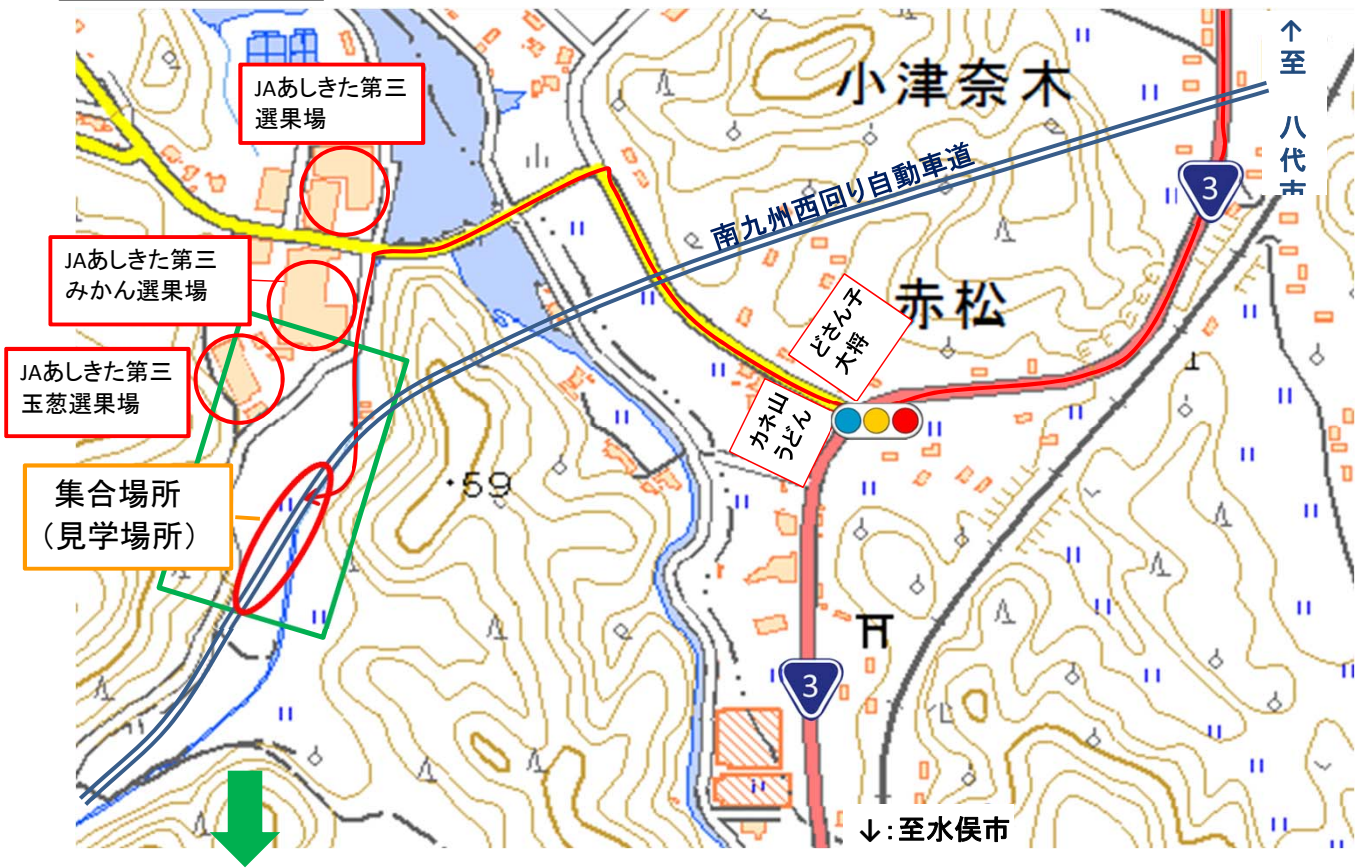 JAあしきた第三
選果場
JAあしきた第三
みかん選果場
JAあしきた第三
玉葱選果場
集合場所
（見学場所）
小津奈木
南九州西回り自動車道
赤松
どさん子
大将
カネ山
うどん
↑至 八代市
3
3
・59
↓：至水俣市